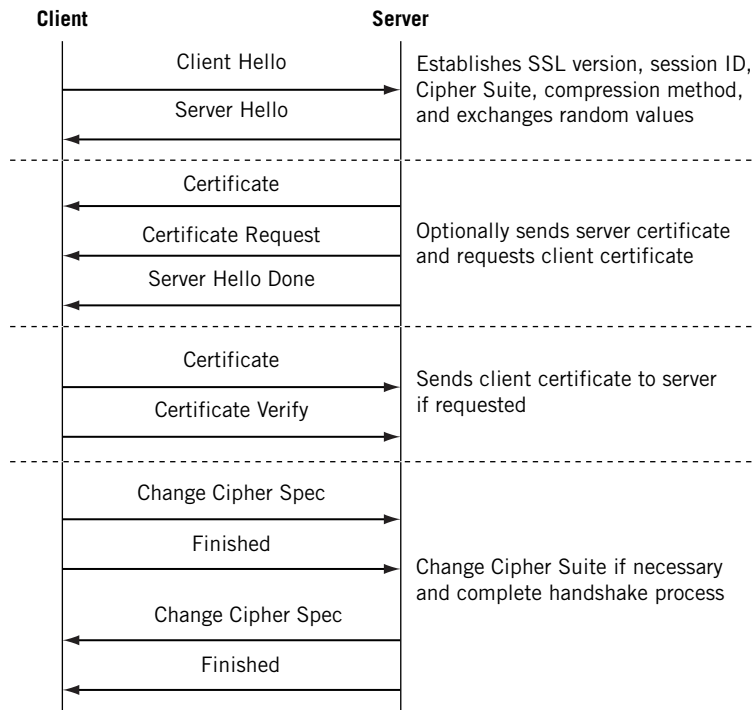 Client
Server
Client Hello
Server Hello
Establishes SSL version, session ID,
Cipher Suite, compression method,
and exchanges random values
Certificate
Certificate Request
Server Hello Done
Optionally sends server certificate
and requests client certificate
Certificate
Certificate Verify
Sends client certificate to server
if requested
Change Cipher Spec
Finished
Change Cipher Spec
Finished
Change Cipher Suite if necessary
and complete handshake process